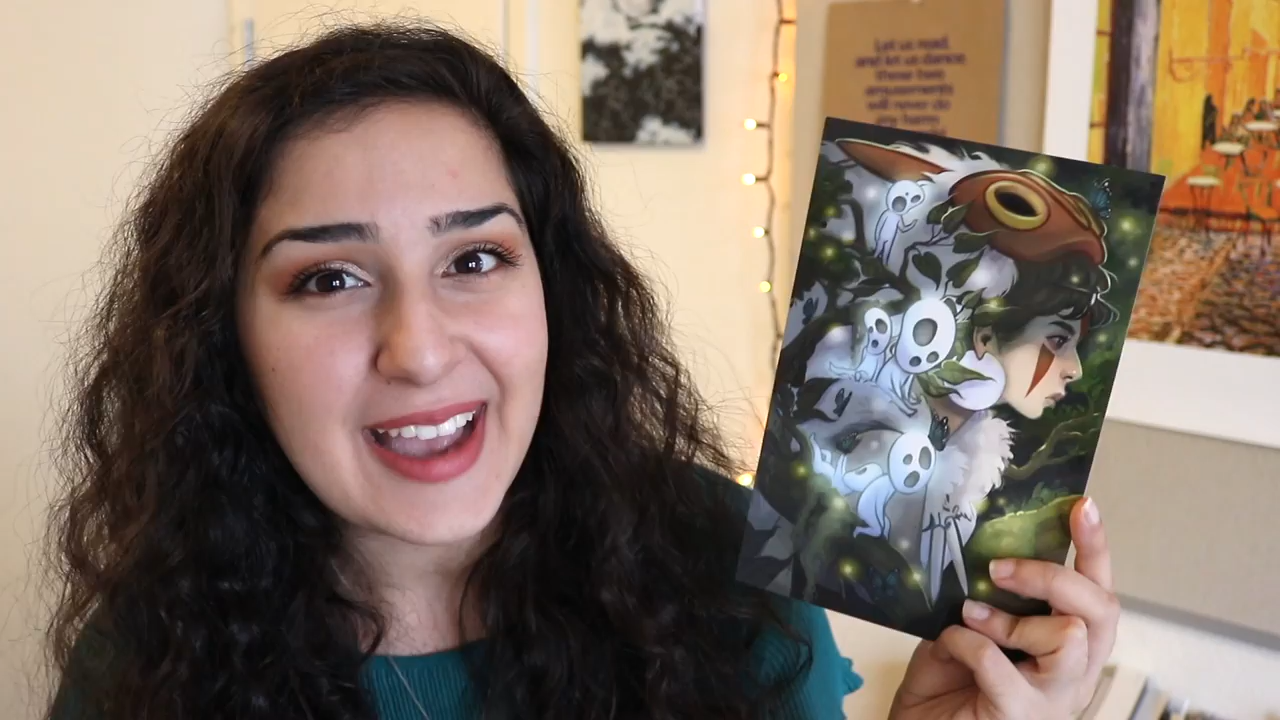 Let us read,
and let us dance;
these two
amusements
will never do
any harm